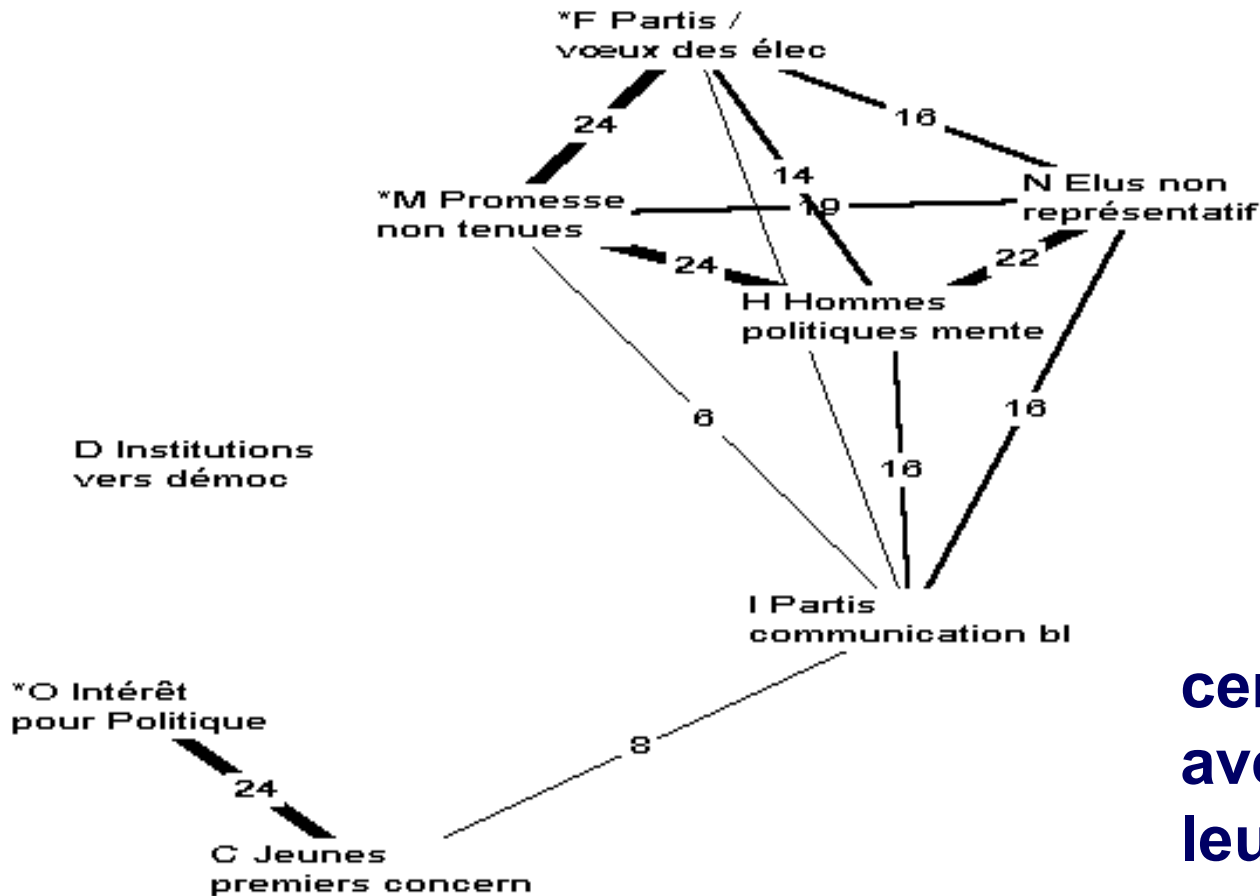 *F Partis /
vœux des élec
24
16
14
*M Promesse
non tenues
19
N Elus non
représentatif
24
22
H Hommes
politiques mente
6
16
16
D Institutions
vers démoc
I Partis
communication bl
*O Intérêt
pour Politique
8
24
C Jeunes
premiers concern